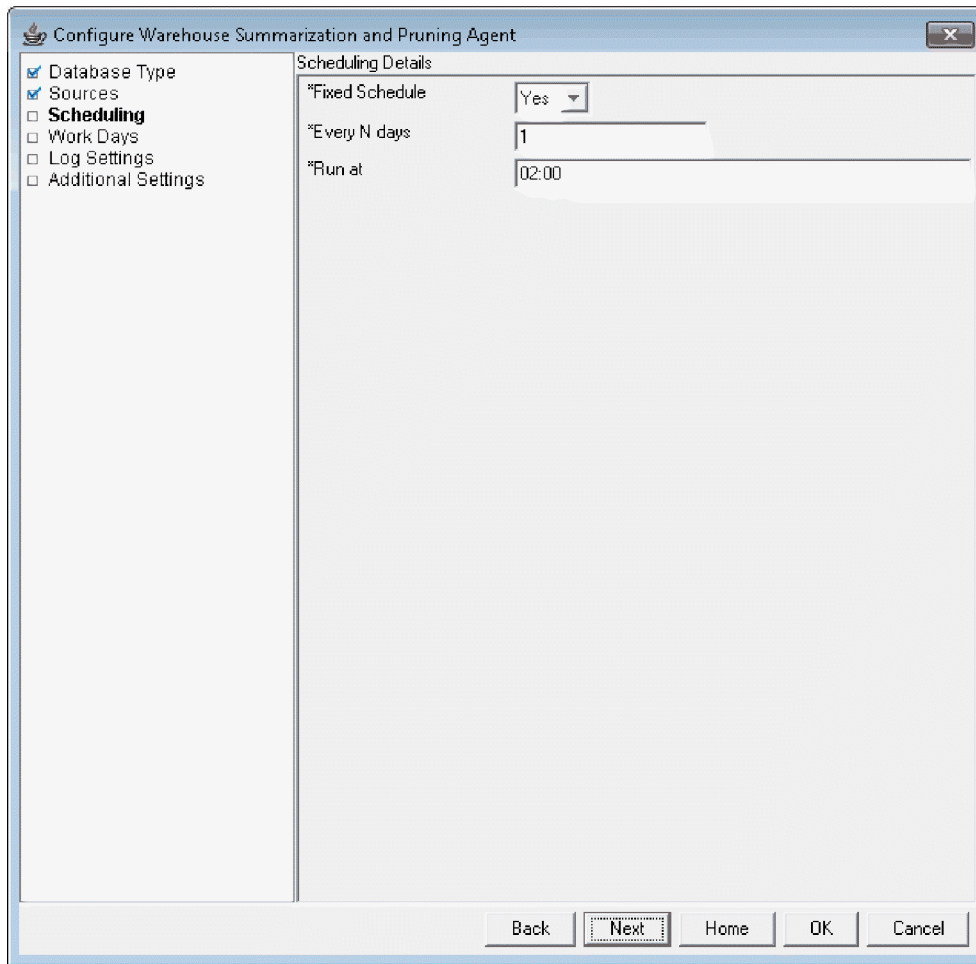 Configure Warehouse Summarization and Pruning Agent
Database Type
Sources
Scheduling
Work Days
Log Settings
Additional Settings
Scheduling Details
*Fixed Schedule Yes
*Every N days 1
*Run at 02:00
Back Next Home OK Cancel